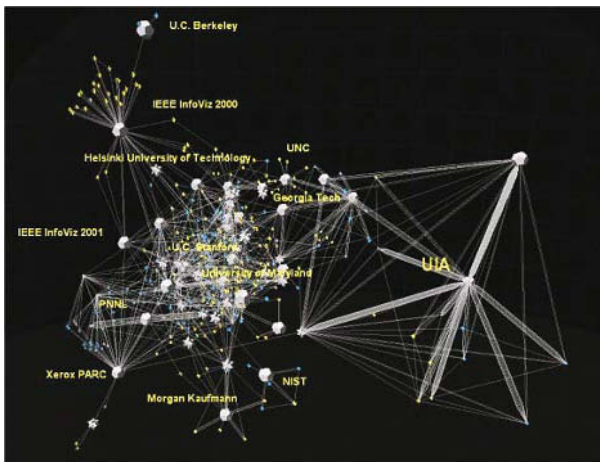 U.C. Berkeley
IEEE InfoViz 2000
UNC
Helsinki University of Technology
Georgia Tech
IEEE InfoViz 2001
U.C. Stanford
UIA
University of Maryland
PNNL
Xerox PARC
NIST
Morgan Kaufmann